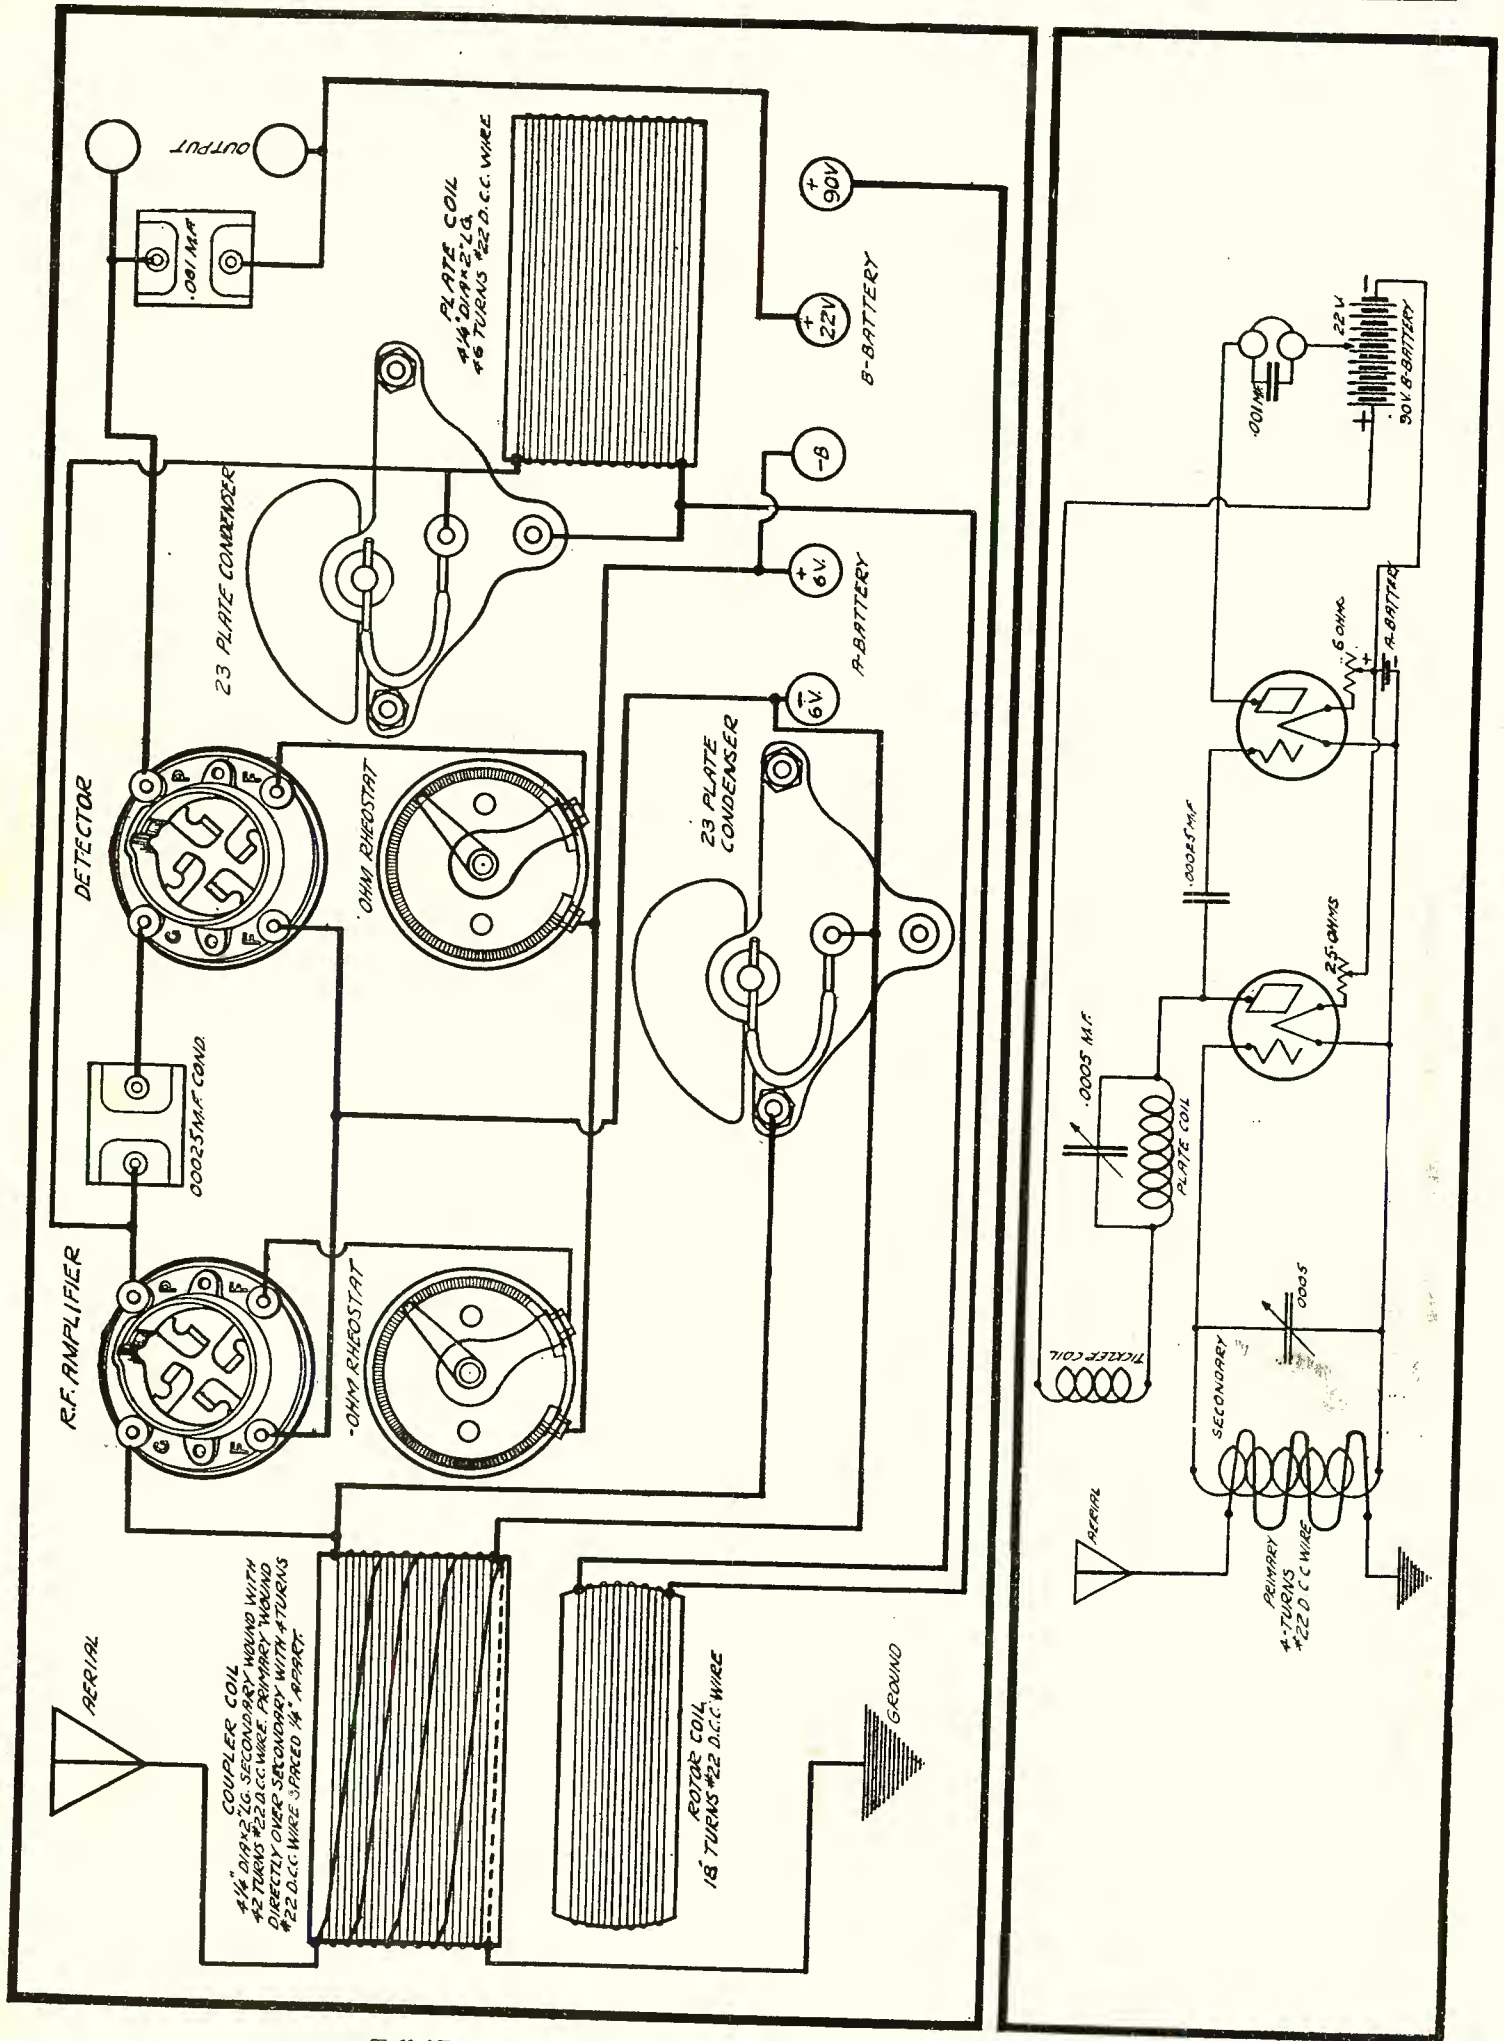 AERIAL
COUPLER COIL
4¼" DIA×2" LG. SECONDARY WOUND WITH
42 TURNS #22 D.C.C. WIRE. PRIMARY WOUND
DIRECTLY OVER SECONDARY WITH 4 TURNS
#22 D.C.C. WIRE SPACED ¼" APART.
ROTOR COIL
18 TURNS #22 D.C.C. WIRE
GROUND
R.F. AMPLIFIER
P
F
G
F
-OHM RHEOSTAT
00025 M.F. COND.
DETECTOR
P
F
G
F
OHM RHEOSTAT
23 PLATE
CONDENSER
23 PLATE CONDENSER
PLATE COIL
4¼" DIA×2" LG.
46 TURNS #22 D.C.C. WIRE
.001 M.F.
OUTPUT
- 6V.
+ 6V.
A-BATTERY
-B
+ 22V
+ 90V
B-BATTERY
AERIAL
PRIMARY
4-TURNS
#22 D C C WIRE
SECONDARY
.0005
TICKLER COIL
PLATE COIL
.0005 M.F.
25-OHMS
.00025 M.F.
6 OHMS
+
-
A-BATTERY
.001 M.F.
22 V
+
-
90V. B-BATTERY